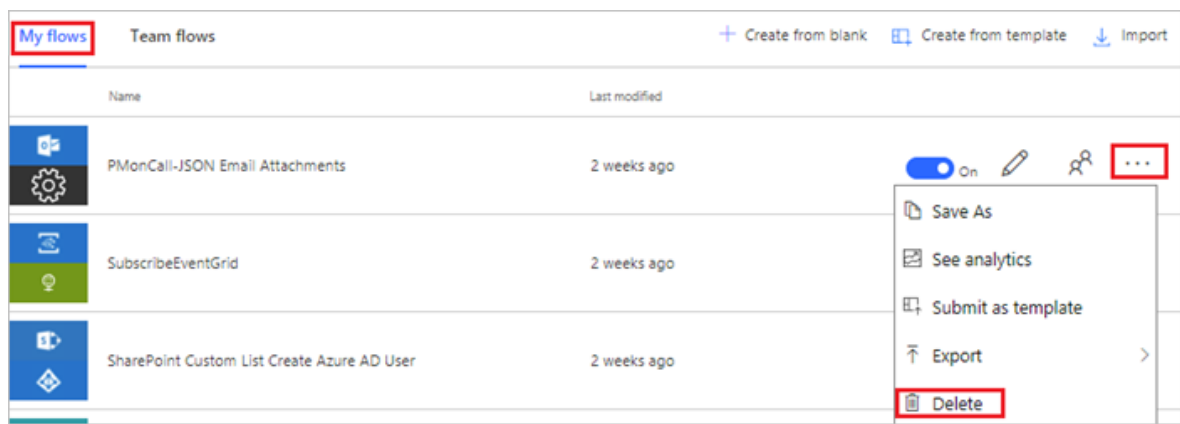 My flows Team flows Create from blank Create from template Import
Name Last modified
PMonCall-JSON Email Attachments 2 weeks ago On ...
Save As
SubscribeEventGrid 2 weeks ago See analytics
Submit as template
SharePoint Custom List Create Azure AD User 2 weeks ago Export
Delete